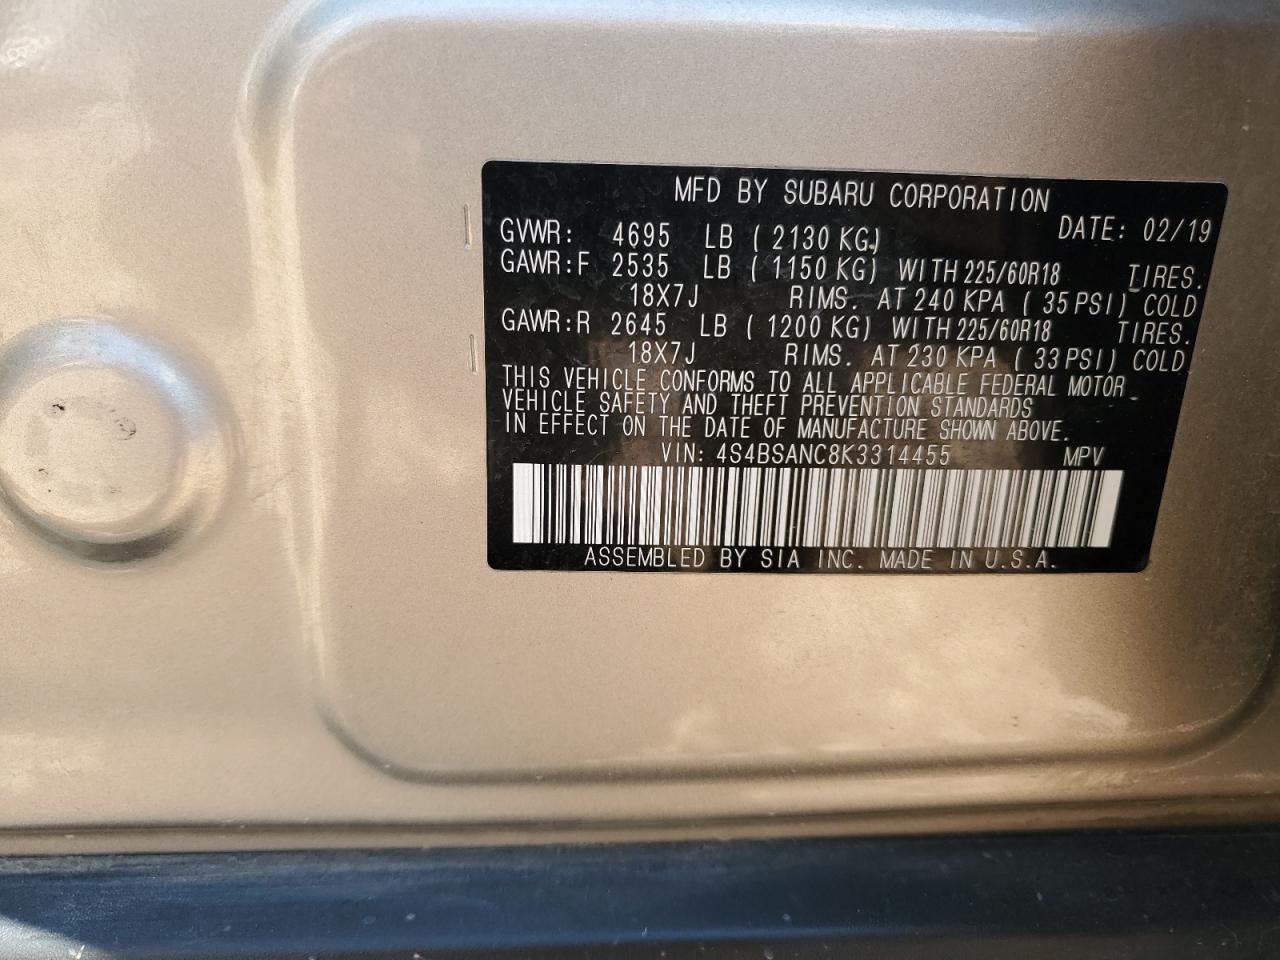 MFD BY SUBARU CORPORATION
DATE: 02/19
GVWR: 4695 LB ( 2130 KG)
GAWR:F 2535 LB ( 1150 KG) WITH 225/60R18 TIRES.
18X7J RIMS. AT 240 KPA ( 35 PSI) COLD
GAWR:R 2645 LB ( 1200 KG) WITH 225/60R18 TIRES.
18X7J RIMS. AT 230 KPA ( 33 PSI) COLD
THIS VEHICLE CONFORMS TO ALL APPLICABLE FEDERAL MOTOR
VEHICLE SAFETY AND THEFT PREVENTION STANDARDS
IN EFFECT ON THE DATE OF MANUFACTURE SHOWN ABOVE.
VIN: 4S4BSANC8K3314455 MPV
ASSEMBLED BY SIA INC. MADE IN U.S.A.